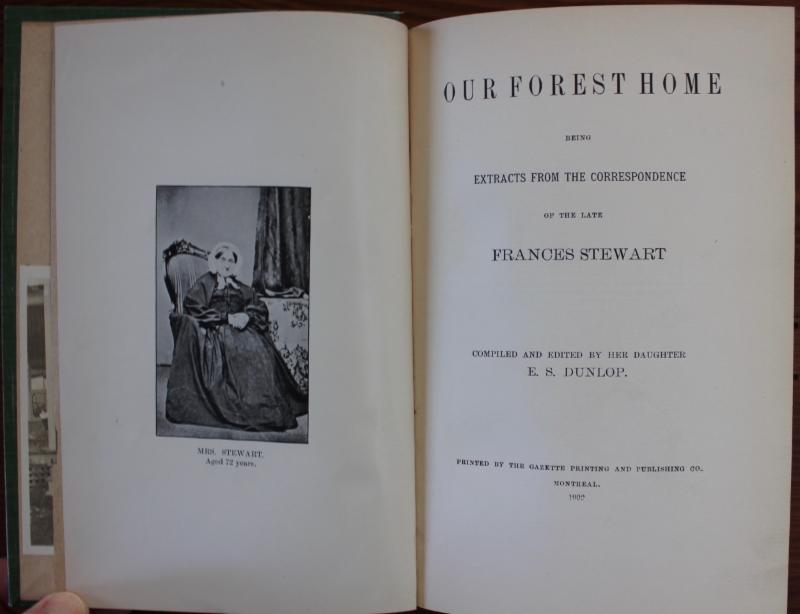 MRS. STEWART.
Aged 72 years.
OUR FOREST HOME
BEING
EXTRACTS FROM THE CORRESPONDENCE
OF THE LATE
FRANCES STEWART
COMPILED AND EDITED BY HER DAUGHTER
E. S. DUNLOP.
PRINTED BY THE GAZETTE PRINTING AND PUBLISHING CO.
MONTREAL.
1902